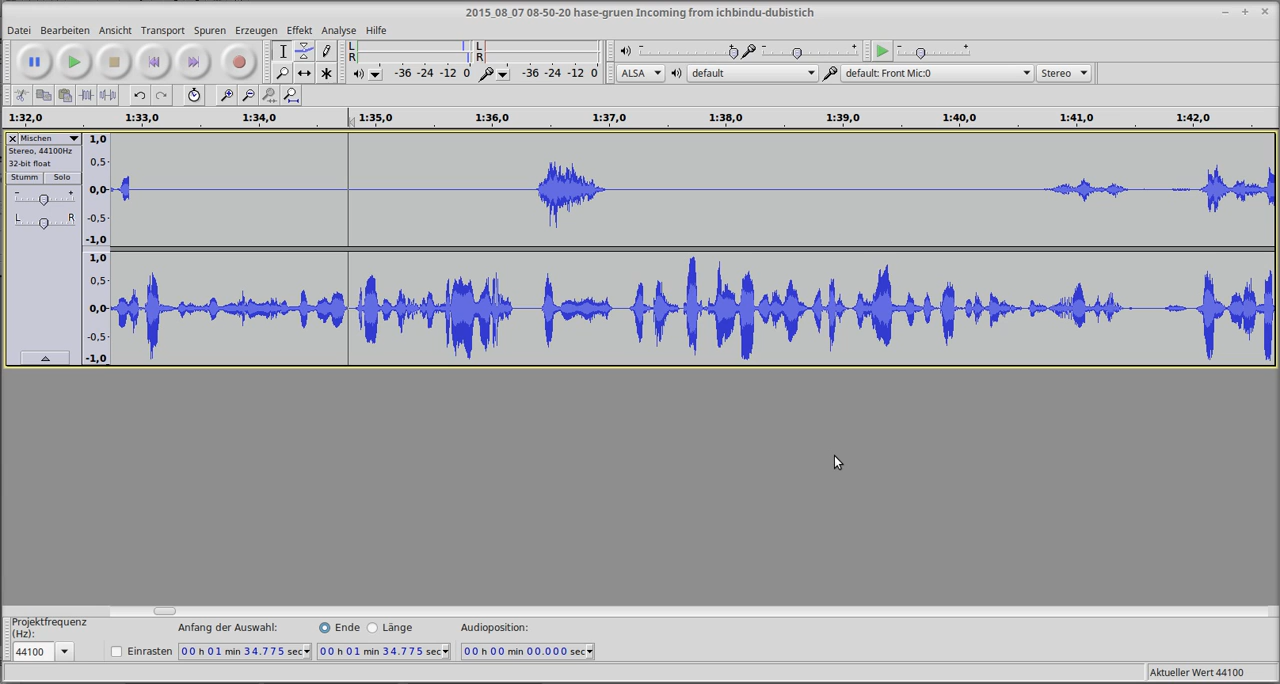 2015_08_07 08-50-20 hase-gruen Incoming from ichbindu-dubistich
Datei Bearbeiten Ansicht Transport Spuren Erzeugen Effekt Analyse Hilfe
L L
R R
-36 -24 -12 0 -36 -24 -12 0
- + - + - +
ALSA default default: Front Mic:0 Stereo
1:32,0 1:33,0 1:34,0 1:35,0 1:36,0 1:37,0 1:38,0 1:39,0 1:40,0 1:41,0 1:42,0
X Mischen
Stereo, 44100Hz
32-bit float
Stumm Solo
- +
L R
1,0
0,5
0,0
-0,5
-1,0
1,0
0,5
0,0
-0,5
-1,0
Projektfrequenz
(Hz):
44100
Anfang der Auswahl: Ende Länge Audioposition:
Einrasten 00 h 01 min 34.775 sec 00 h 01 min 34.775 sec 00 h 00 min 00.000 sec
Aktueller Wert 44100